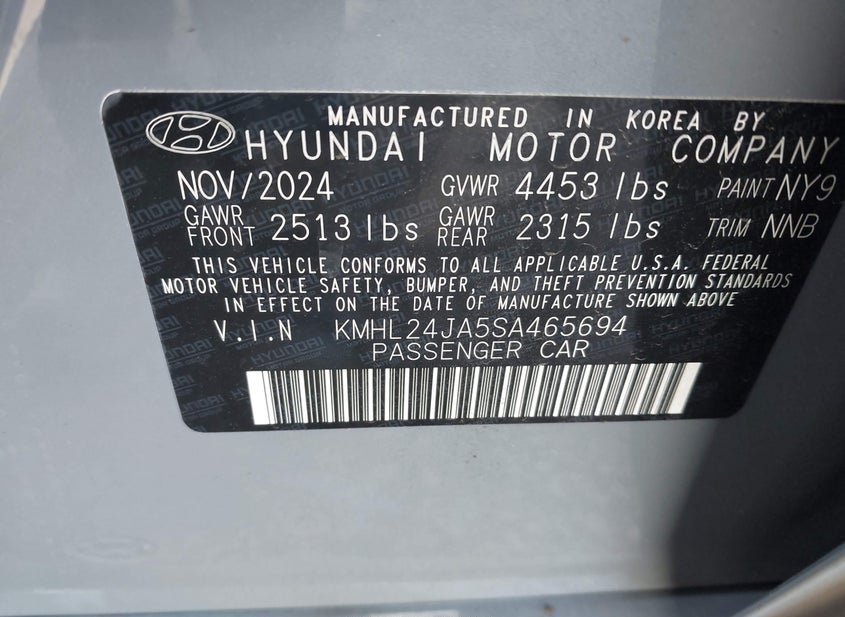 MANUFACTURED IN KOREA BY
HYUNDAI MOTOR COMPANY
NOV/2024 GVWR 4453 lbs PAINT NY9
GAWR FRONT 2513 lbs GAWR REAR 2315 lbs TRIM NNB
THIS VEHICLE CONFORMS TO ALL APPLICABLE U.S.A. FEDERAL
MOTOR VEHICLE SAFETY, BUMPER, AND THEFT PREVENTION STANDARDS
IN EFFECT ON THE DATE OF MANUFACTURE SHOWN ABOVE
V.I.N KMHL24JA5SA465694
PASSENGER CAR